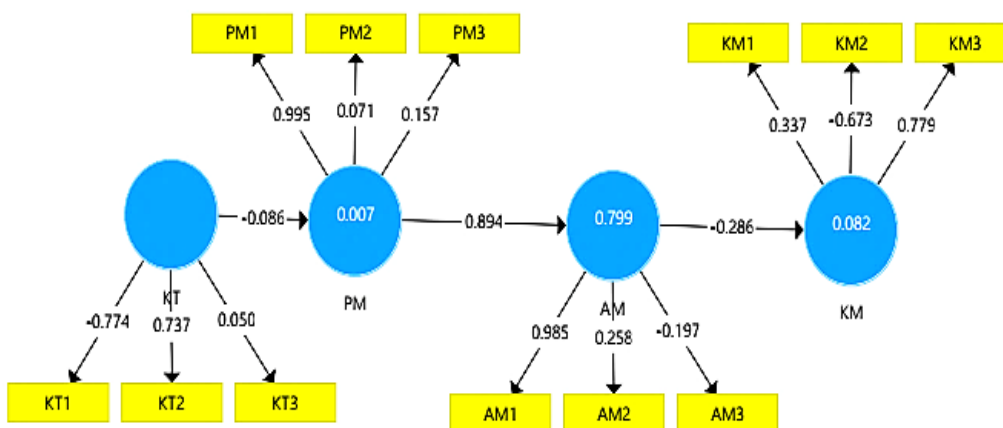 PM1 PM2 PM3
KM1 KM2 KM3
0.995 0.071 0.157
0.337 -0.673 0.779
-0.086 0.007 0.894 0.799 -0.286 0.082
KT PM AM KM
-0.774 0.737 0.050
0.985 0.258 -0.197
KT1 KT2 KT3
AM1 AM2 AM3